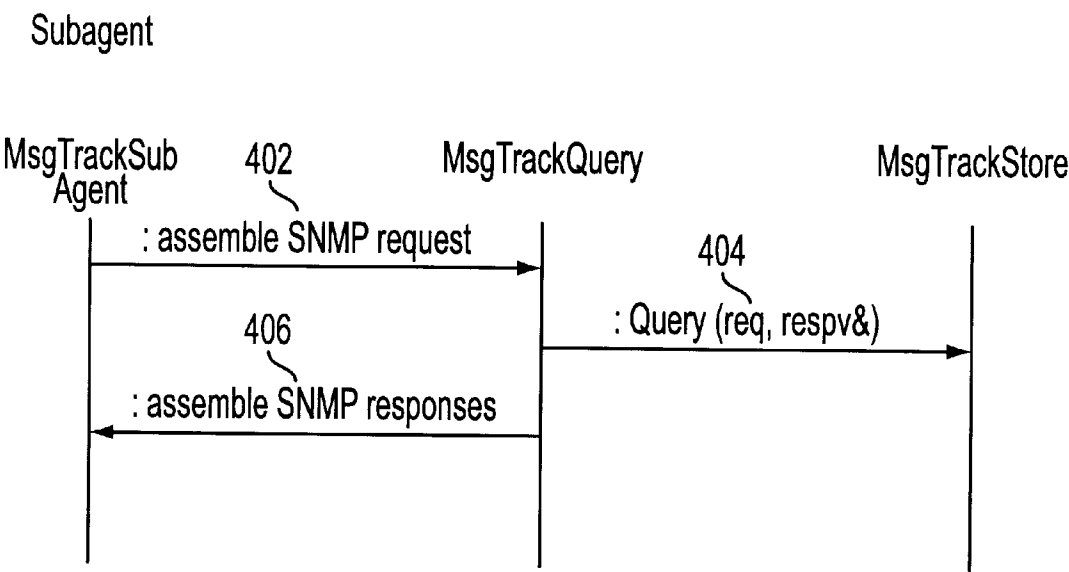 Subagent
MsgTrackSub
Agent
402
MsgTrackQuery
MsgTrackStore
: assemble SNMP request
404
: Query (req, respv&)
406
: assemble SNMP responses